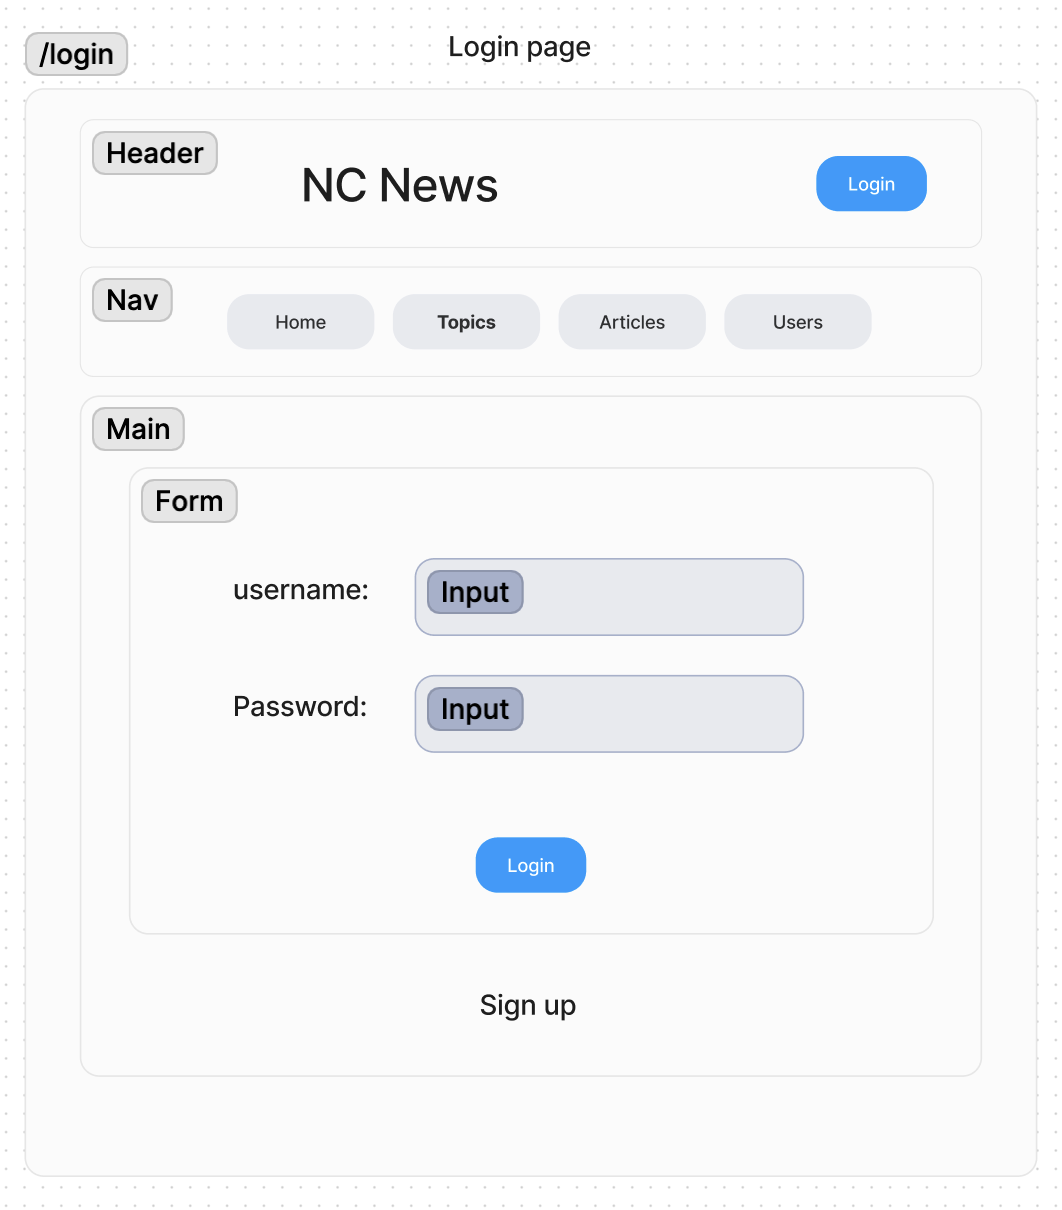 /login
Login page
Header
NC News
Login
Nav
Home
Topics
Articles
Users
Main
Form
username:
Input
Password:
Input
Login
Sign up